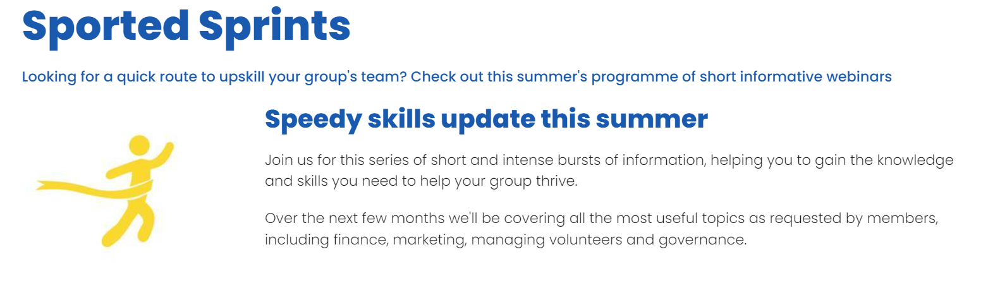 Sported Sprints
Looking for a quick route to upskill your group's team? Check out this summer's programme of short informative webinars
Speedy skills update this summer
Join us for this series of short and intense bursts of information, helping you to gain the knowledge
and skills you need to help your group thrive.
Over the next few months we'll be covering all the most useful topics as requested by members,
including finance, marketing, managing volunteers and governance.